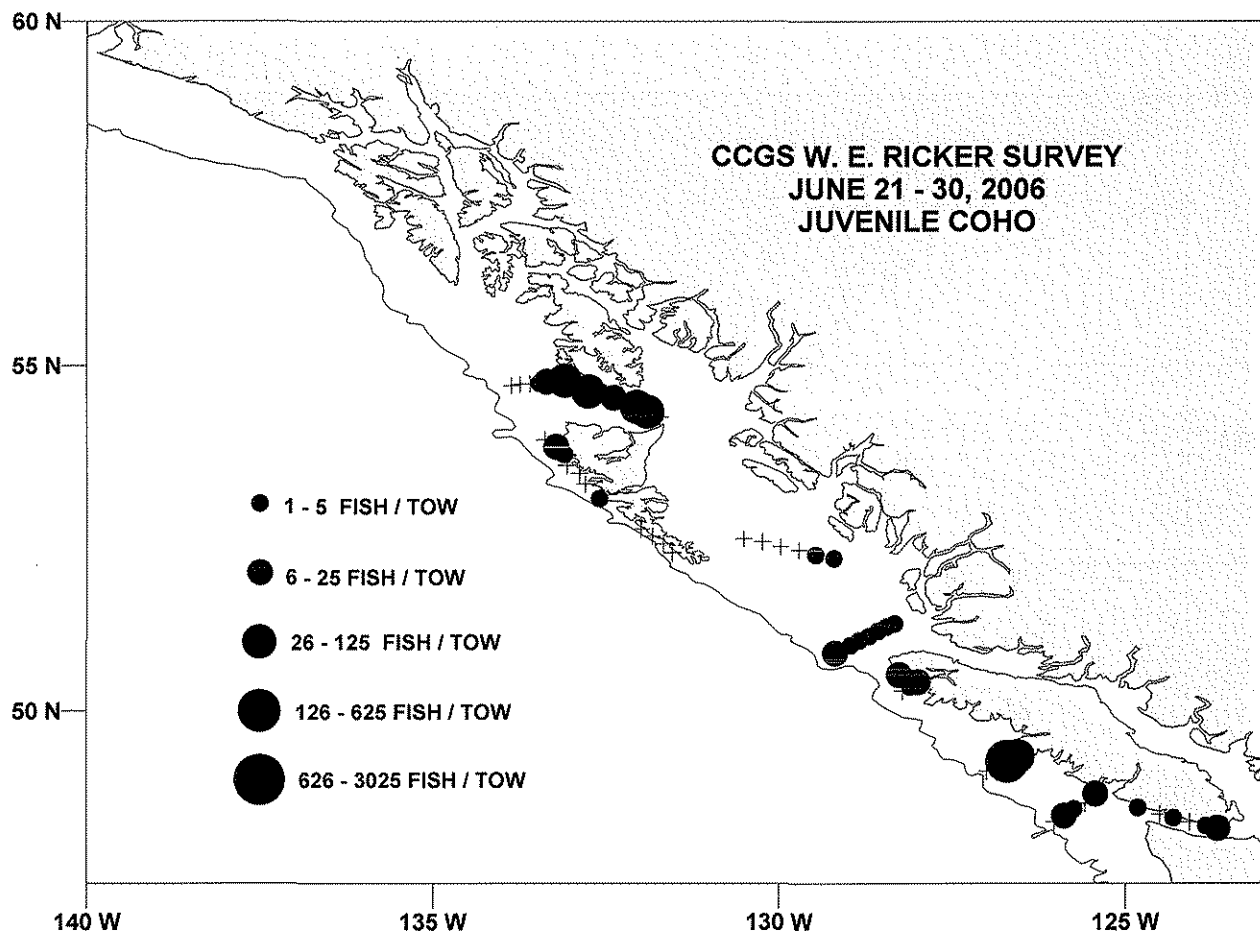 60 N
CCGS W. E. RICKER SURVEY
JUNE 21 - 30, 2006
JUVENILE COHO
55 N
1 - 5 FISH / TOW
6 - 25 FISH / TOW
26 - 125 FISH / TOW
50 N
126 - 625 FISH / TOW
626 - 3025 FISH / TOW
140 W
135 W
130 W
125 W